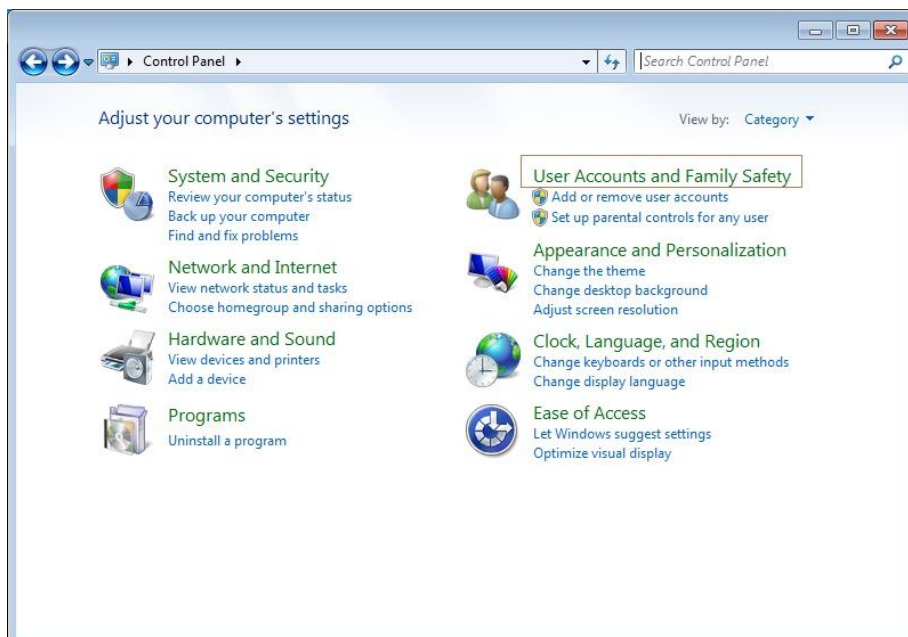 Control Panel
Search Control Panel
Adjust your computer's settings
View by: Category
System and Security
Review your computer's status
Back up your computer
Find and fix problems
Network and Internet
View network status and tasks
Choose homegroup and sharing options
Hardware and Sound
View devices and printers
Add a device
Programs
Uninstall a program
User Accounts and Family Safety
Add or remove user accounts
Set up parental controls for any user
Appearance and Personalization
Change the theme
Change desktop background
Adjust screen resolution
Clock, Language, and Region
Change keyboards or other input methods
Change display language
Ease of Access
Let Windows suggest settings
Optimize visual display